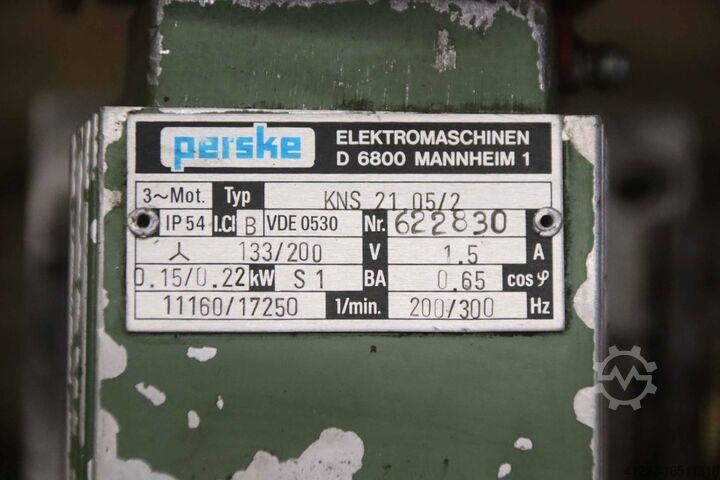 perske ELEKTROMASCHINEN
D 6800 MANNHEIM 1
3~Mot. Typ KNS 21.05/2
IP 54 I.Cl B VDE 0530 Nr. 622830
⅄ 133/200 V 1.5 A
0.15/0.22 kW S 1 BA 0.65 cos φ
11160/17250 1/min. 200/300 Hz